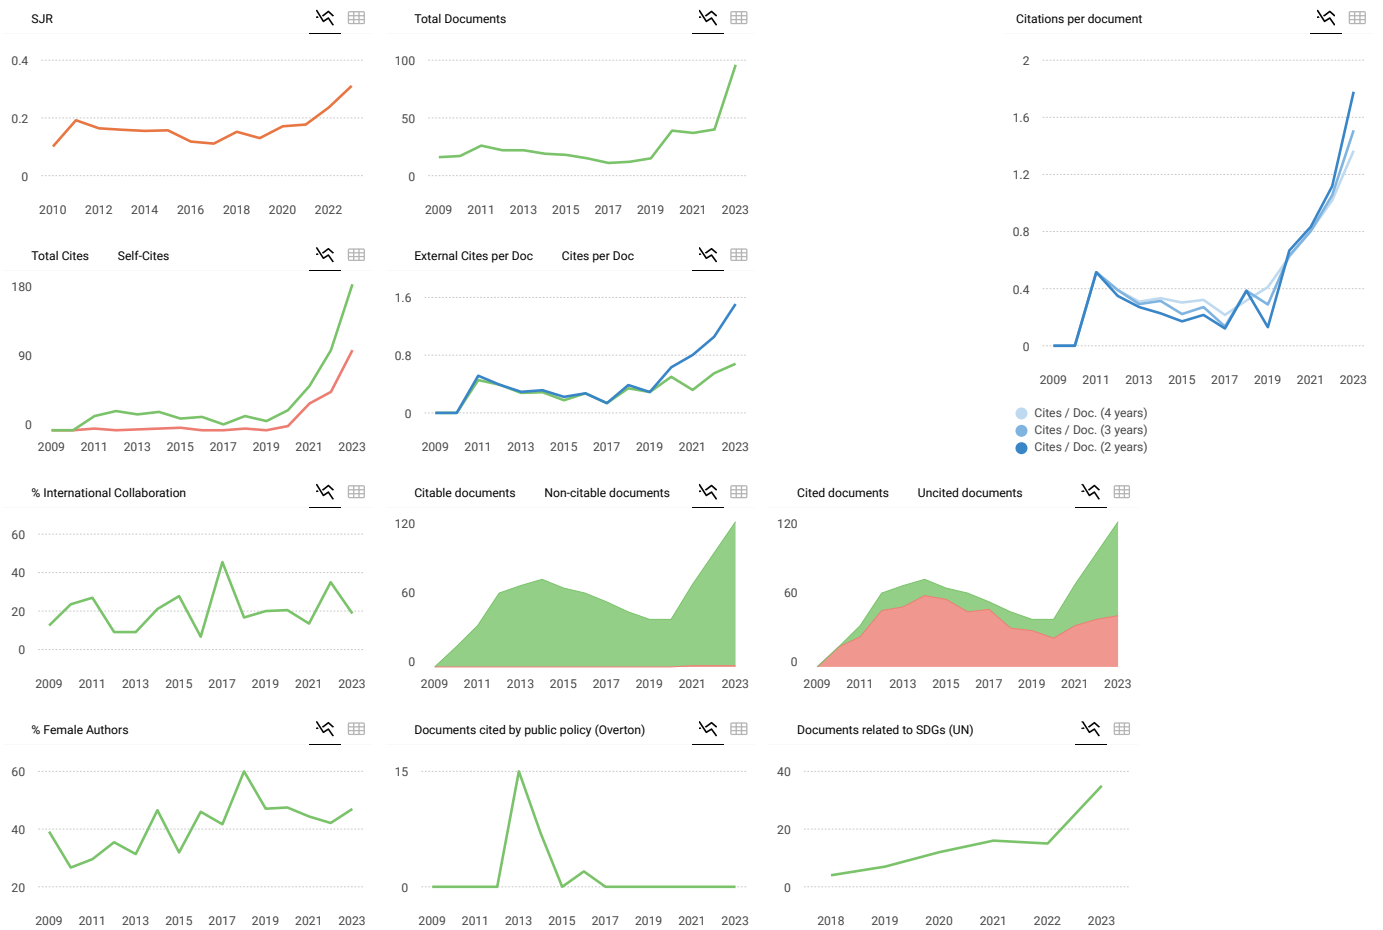 SJR
0.4
0.2
0
2010 2012 2014 2016 2018 2020 2022
Total Documents
100
50
0
2009 2011 2013 2015 2017 2019 2021 2023
Citations per document
2
1.6
1.2
0.8
0.4
0
2009 2011 2013 2015 2017 2019 2021 2023
Cites / Doc. (4 years)
Cites / Doc. (3 years)
Cites / Doc. (2 years)
Total Cites Self-Cites
180
90
0
2009 2011 2013 2015 2017 2019 2021 2023
External Cites per Doc Cites per Doc
1.6
0.8
0
2009 2011 2013 2015 2017 2019 2021 2023
% International Collaboration
60
40
20
0
2009 2011 2013 2015 2017 2019 2021 2023
Citable documents Non-citable documents
120
60
0
2009 2011 2013 2015 2017 2019 2021 2023
Cited documents Uncited documents
120
60
0
2009 2011 2013 2015 2017 2019 2021 2023
% Female Authors
60
40
20
2009 2011 2013 2015 2017 2019 2021 2023
Documents cited by public policy (Overton)
15
0
2009 2011 2013 2015 2017 2019 2021 2023
Documents related to SDGs (UN)
40
20
0
2018 2019 2020 2021 2022 2023